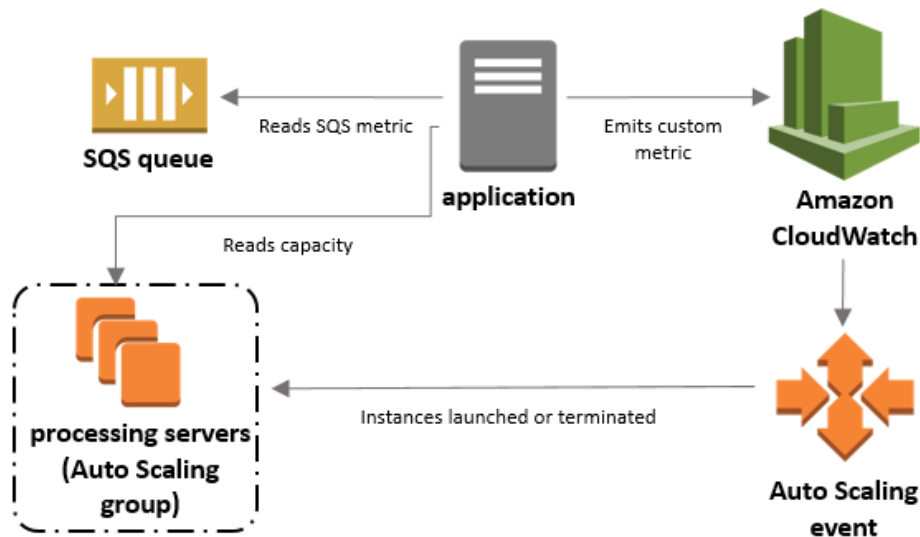 Reads SQS metric
Emits custom
metric
SQS queue
application
Amazon
CloudWatch
Reads capacity
Instances launched or terminated
processing servers
(Auto Scaling
group)
Auto Scaling
event